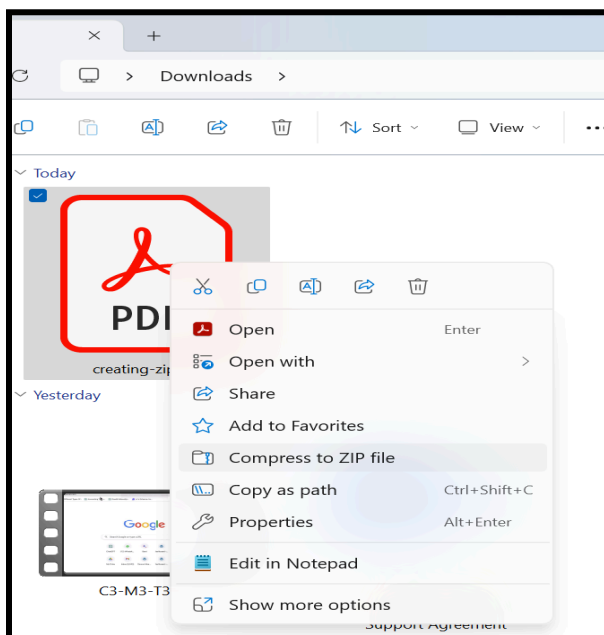 Downloads
Sort
View
Today
PDF
creating-zip
Open Enter
Open with
Share
Add to Favorites
Compress to ZIP file
Copy as path Ctrl+Shift+C
Properties Alt+Enter
Edit in Notepad
Show more options
Yesterday
Google
C3-M3-T3
Support Agreement